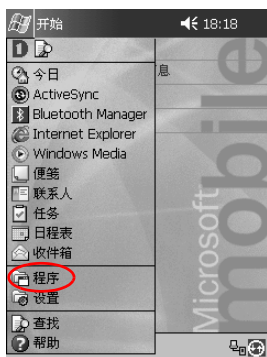 开始 18:18
息
今日
ActiveSync
Bluetooth Manager
Internet Explorer
Windows Media
便笺
联系人
任务
日程表
收件箱
程序
设置
查找
帮助
Microsoft
mobile